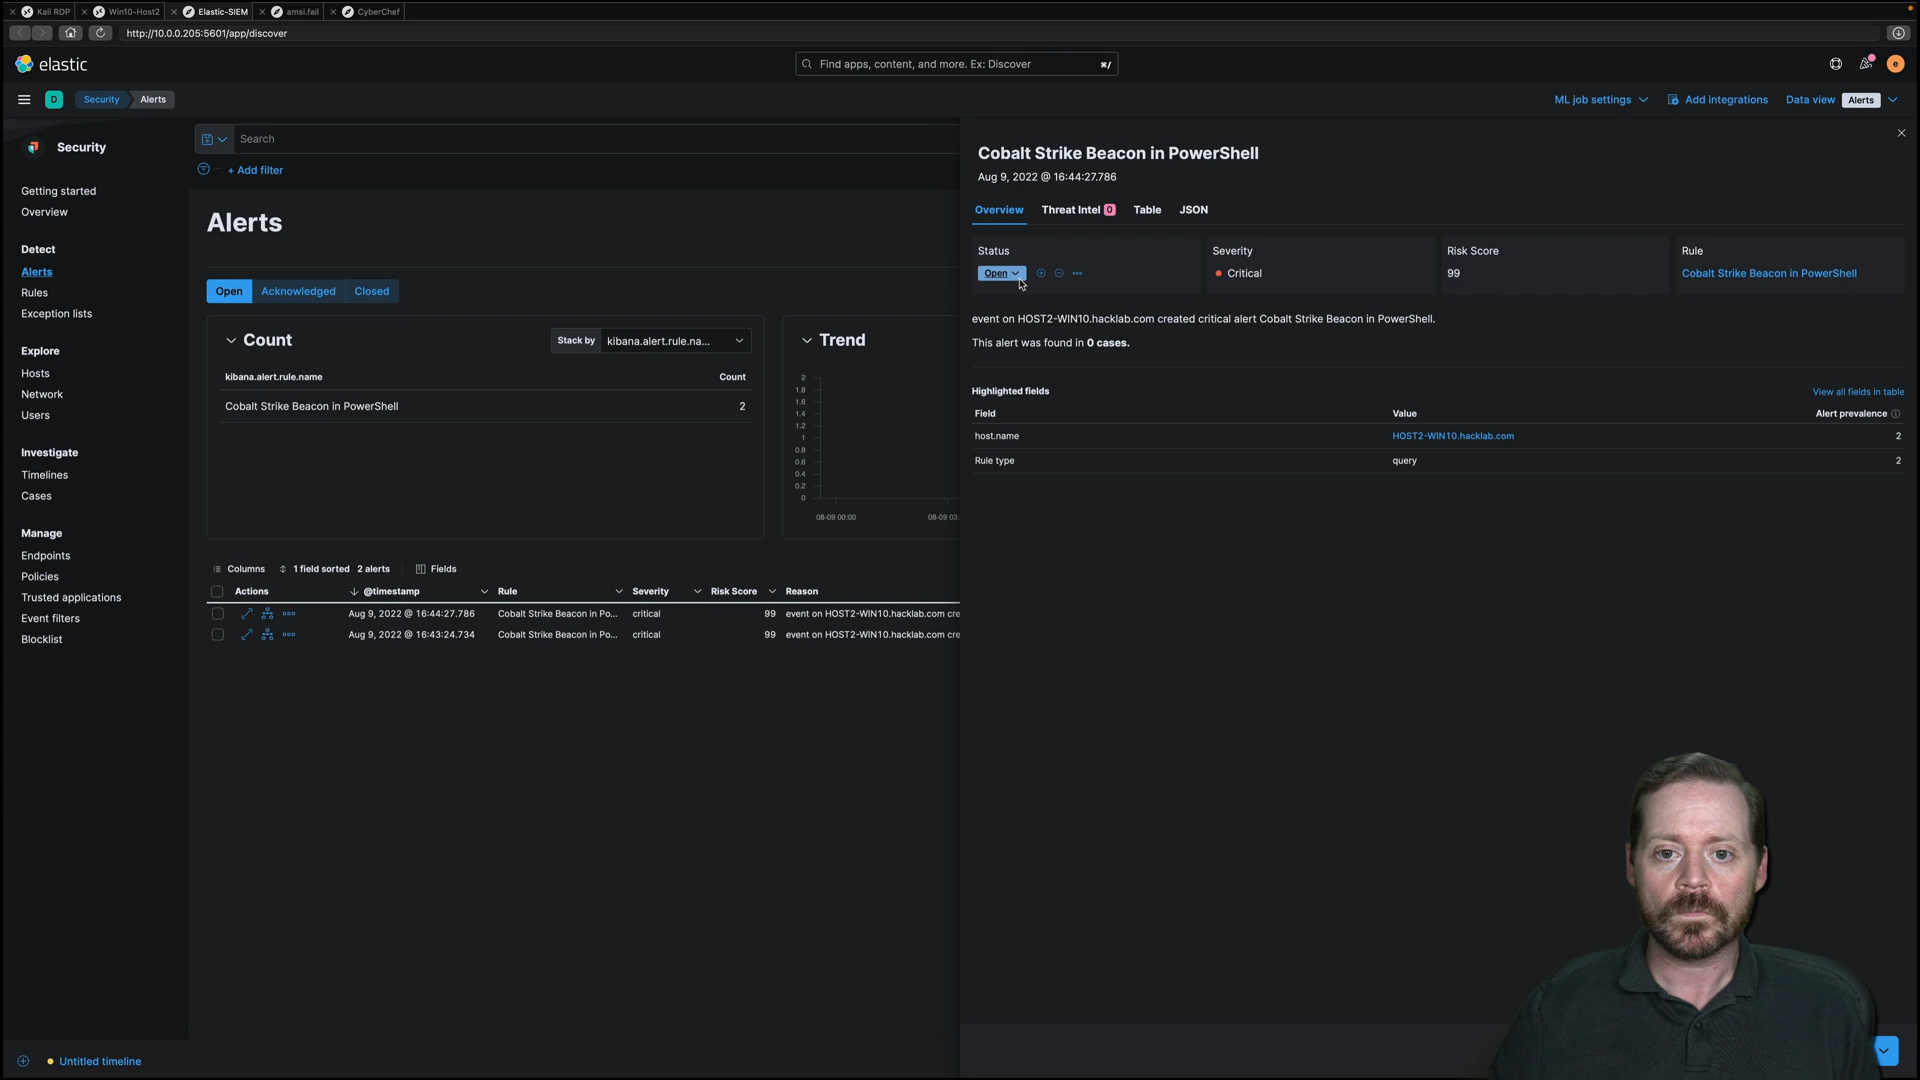 Kali RDP
Win10-Host2
Elastic-SIEM
amsi.fail
CyberChef
http://10.0.0.205:5601/app/discover
elastic
Find apps, content, and more. Ex: Discover
⌘/
e
D
Security
Alerts
ML job settings
Add integrations
Data view
Alerts
Security
Getting started
Overview
Detect
Alerts
Rules
Exception lists
Explore
Hosts
Network
Users
Investigate
Timelines
Cases
Manage
Endpoints
Policies
Trusted applications
Event filters
Blocklist
Untitled timeline
Search
+ Add filter
Alerts
Open
Acknowledged
Closed
Count
Stack by
kibana.alert.rule.na...
kibana.alert.rule.name
Count
Cobalt Strike Beacon in PowerShell
2
Trend
2
1.8
1.6
1.4
1.2
1
0.8
0.6
0.4
0.2
0
08-09 00:00
08-09 03:
Columns
1 field sorted
2 alerts
Fields
Actions
@timestamp
Rule
Severity
Risk Score
Reason
Aug 9, 2022 @ 16:44:27.786
Cobalt Strike Beacon in Po...
critical
99
event on HOST2-WIN10.hacklab.com cre
Aug 9, 2022 @ 16:43:24.734
Cobalt Strike Beacon in Po...
critical
99
event on HOST2-WIN10.hacklab.com cre
Cobalt Strike Beacon in PowerShell
Aug 9, 2022 @ 16:44:27.786
Overview
Threat Intel
0
Table
JSON
Status
Open
Severity
Critical
Risk Score
99
Rule
Cobalt Strike Beacon in PowerShell
event on HOST2-WIN10.hacklab.com created critical alert Cobalt Strike Beacon in PowerShell.
This alert was found in 0 cases.
Highlighted fields
View all fields in table
Field
Value
Alert prevalence
host.name
HOST2-WIN10.hacklab.com
2
Rule type
query
2